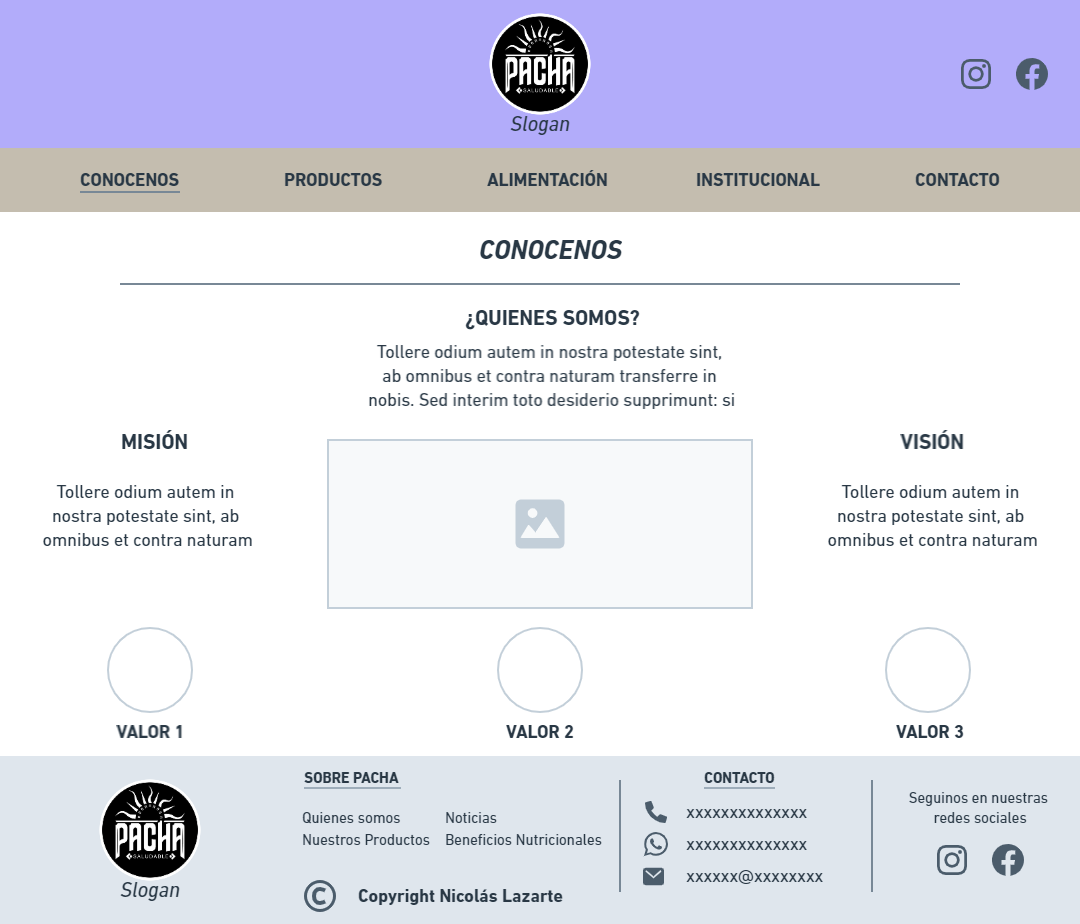 PACHA
SALUDABLE
Slogan
CONOCENOS
PRODUCTOS
ALIMENTACIÓN
INSTITUCIONAL
CONTACTO
CONOCENOS
¿QUIENES SOMOS?
Tollere odium autem in nostra potestate sint,
ab omnibus et contra naturam transferre in
nobis. Sed interim toto desiderio supprimunt: si
MISIÓN
Tollere odium autem in
nostra potestate sint, ab
omnibus et contra naturam
VISIÓN
Tollere odium autem in
nostra potestate sint, ab
omnibus et contra naturam
VALOR 1
VALOR 2
VALOR 3
PACHA
SALUDABLE
Slogan
SOBRE PACHA
Quienes somos
Noticias
Nuestros Productos
Beneficios Nutricionales
© Copyright Nicolás Lazarte
CONTACTO
xxxxxxxxxxxxxx
xxxxxxxxxxxxxx
xxxxxx@xxxxxxxx
Seguinos en nuestras
redes sociales